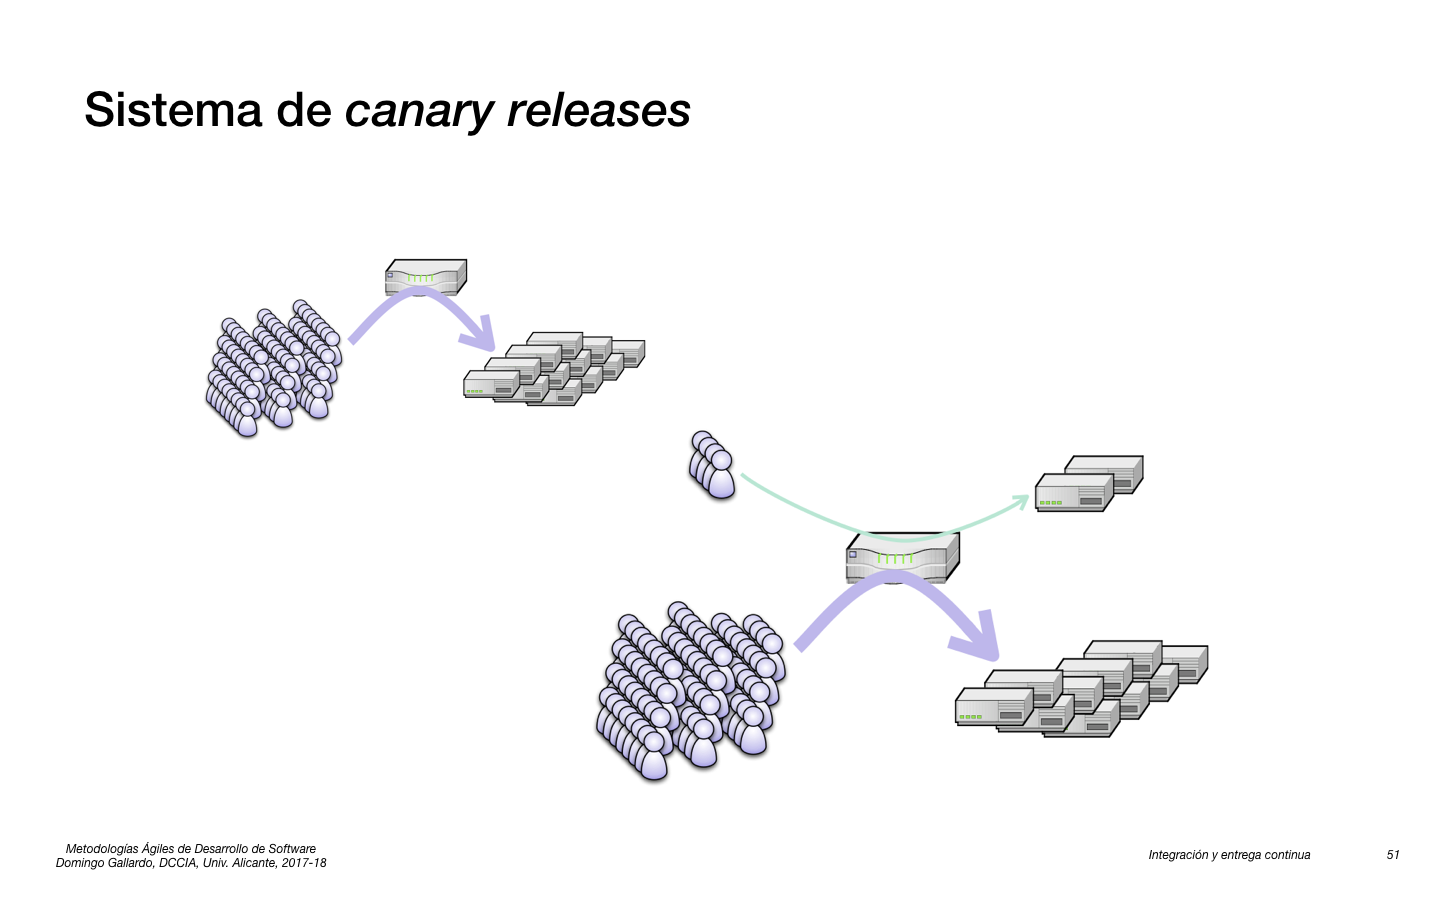 Sistema de canary releases
Metodologías Ágiles de Desarrollo de Software
Domingo Gallardo, DCCIA, Univ. Alicante, 2017-18
Integración y entrega continua
51